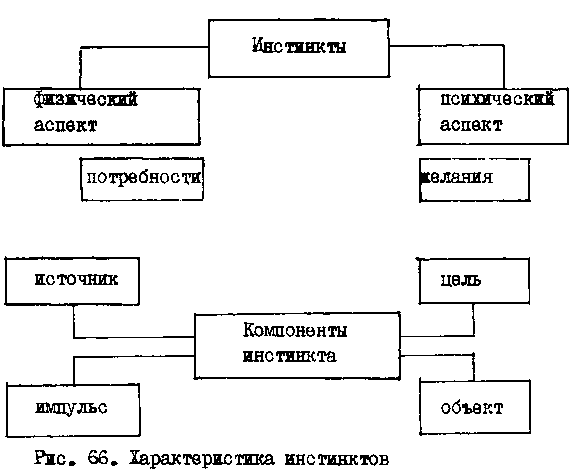 Инстинкты
физический
аспект
психический
аспект
потребности
желания
источник
цель
Компоненты
инстинкта
импульс
объект
Рис. 66. Характеристика инстинктов